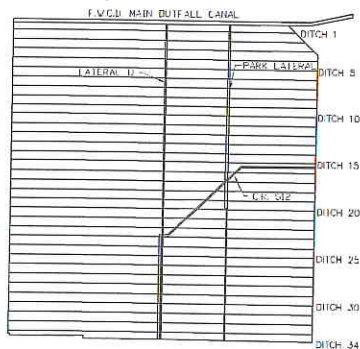 F.W.C.D. MAIN OUTFALL CANAL
DITCH 1
LATERAL U
PARK LATERAL
DITCH 5
DITCH 10
DITCH 15
C.R. 512
DITCH 20
DITCH 25
DITCH 30
DITCH 34